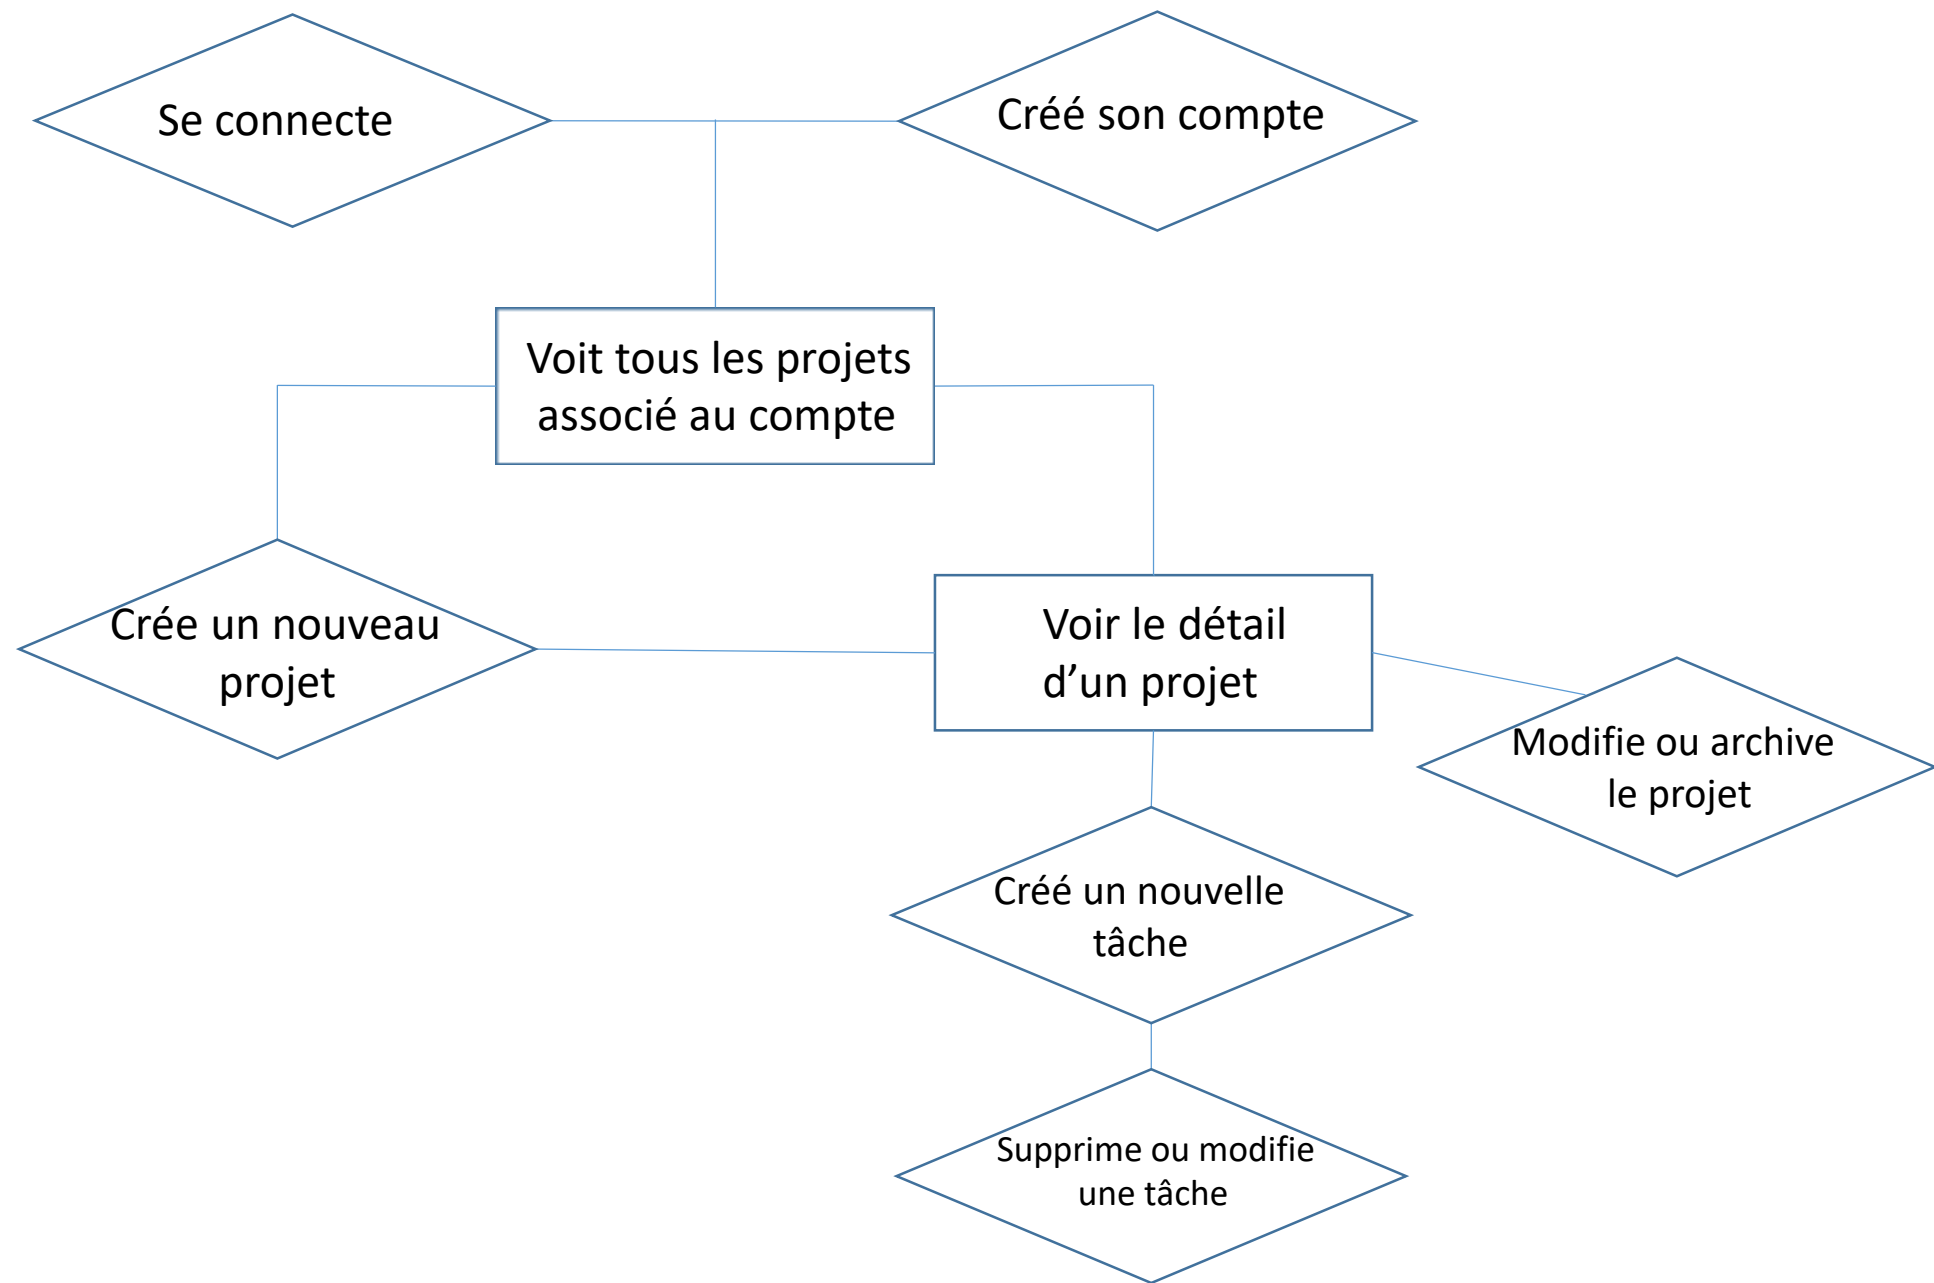 Se connecte
Créé son compte
Voit tous les projets
associé au compte
Crée un nouveau
projet
Voir le détail
d’un projet
Modifie ou archive
le projet
Créé un nouvelle
tâche
Supprime ou modifie
une tâche